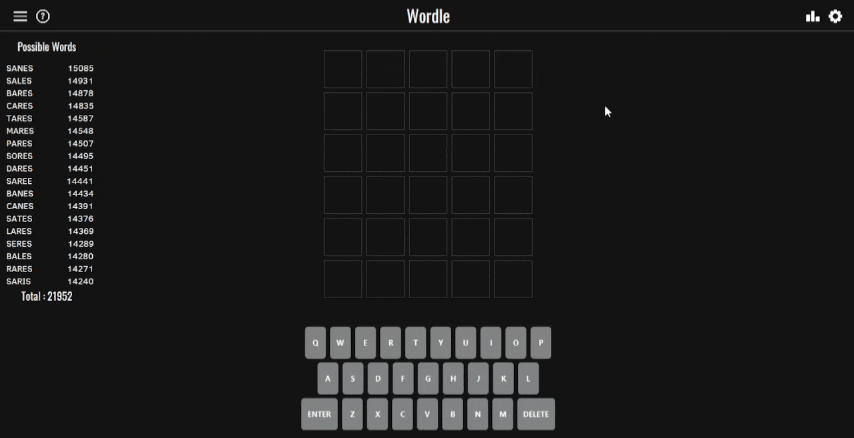 Wordle
Possible Words
SANES 15085
SALES 14931
BARES 14878
CARES 14835
TARES 14587
MARES 14548
PARES 14507
SORES 14495
DARES 14451
SAREE 14441
BANES 14434
CANES 14391
SATES 14376
LARES 14369
SERES 14289
BALES 14280
RARES 14271
SARIS 14240
Total : 21952
Q W E R T Y U I O P
A S D F G H J K L
ENTER Z X C V B N M DELETE